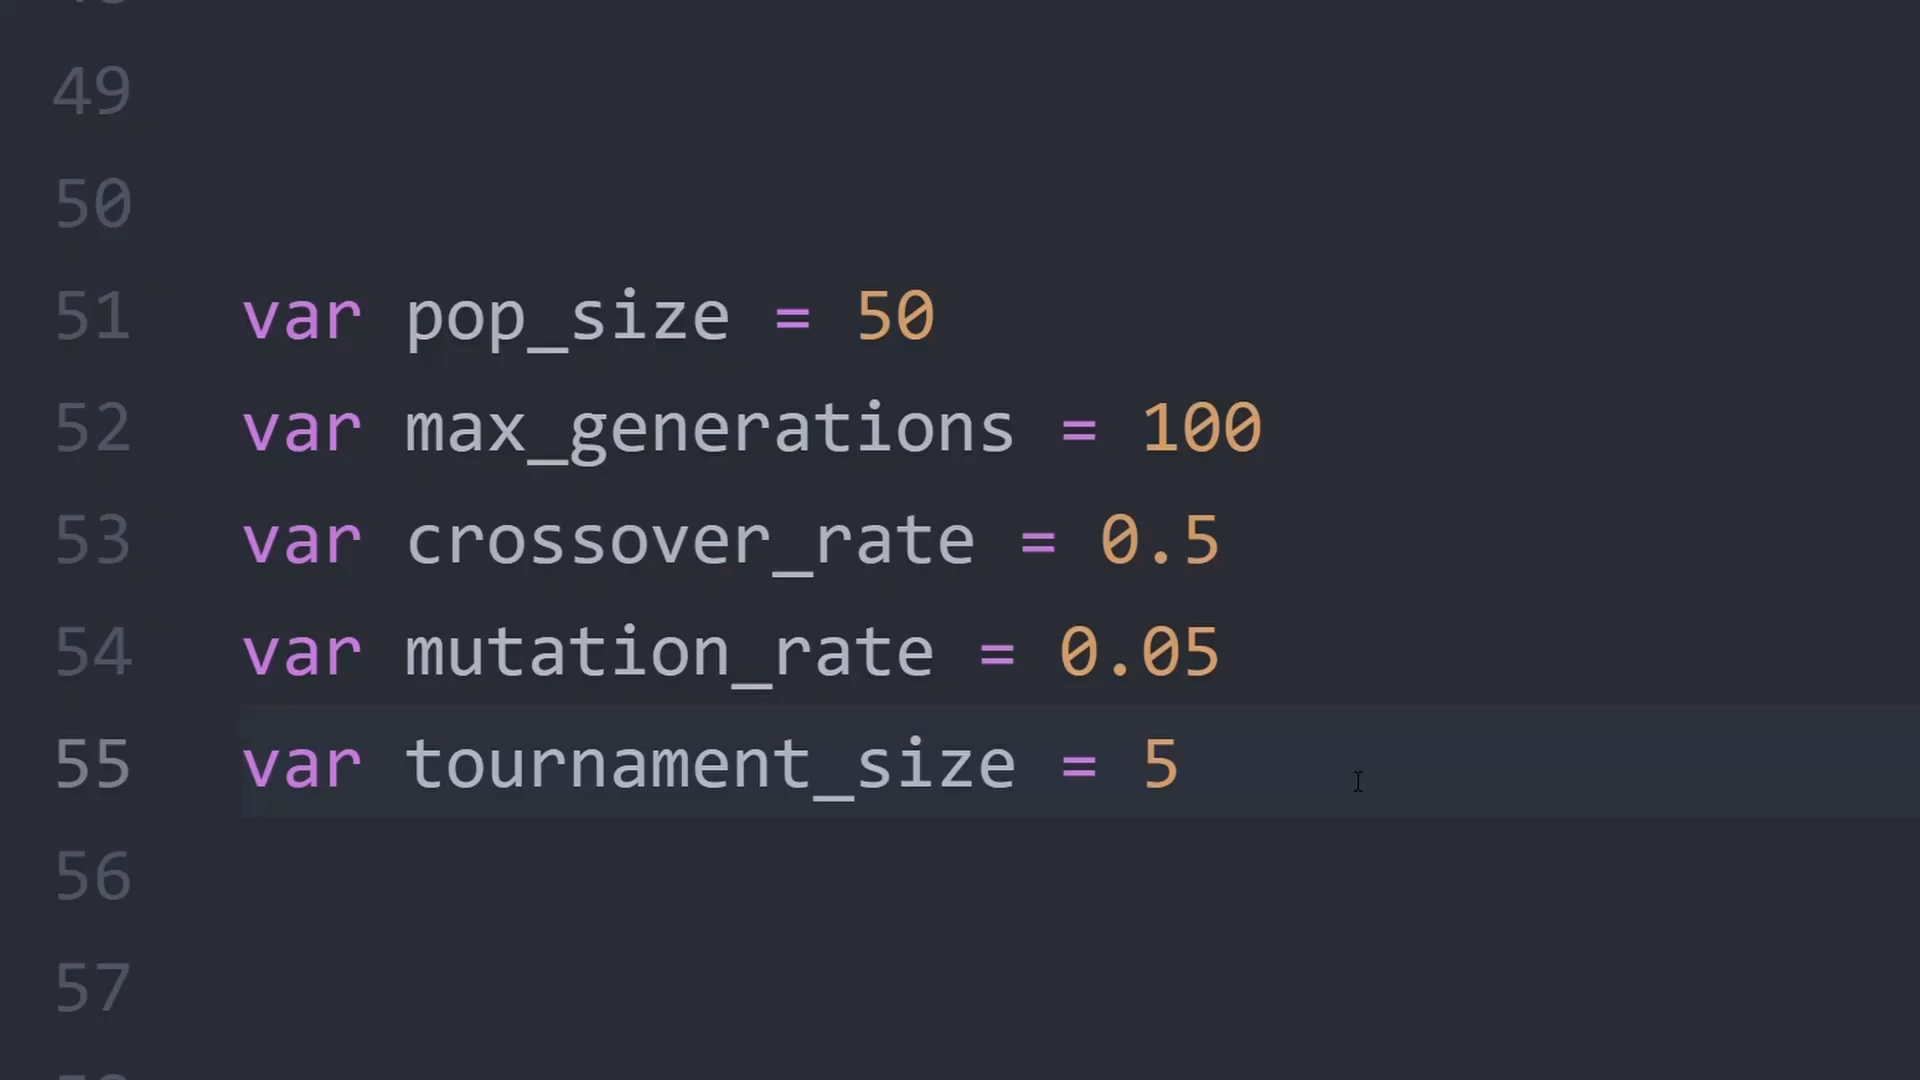 49
50
51 var pop_size = 50
52 var max_generations = 100
53 var crossover_rate = 0.5
54 var mutation_rate = 0.05
55 var tournament_size = 5
56
57